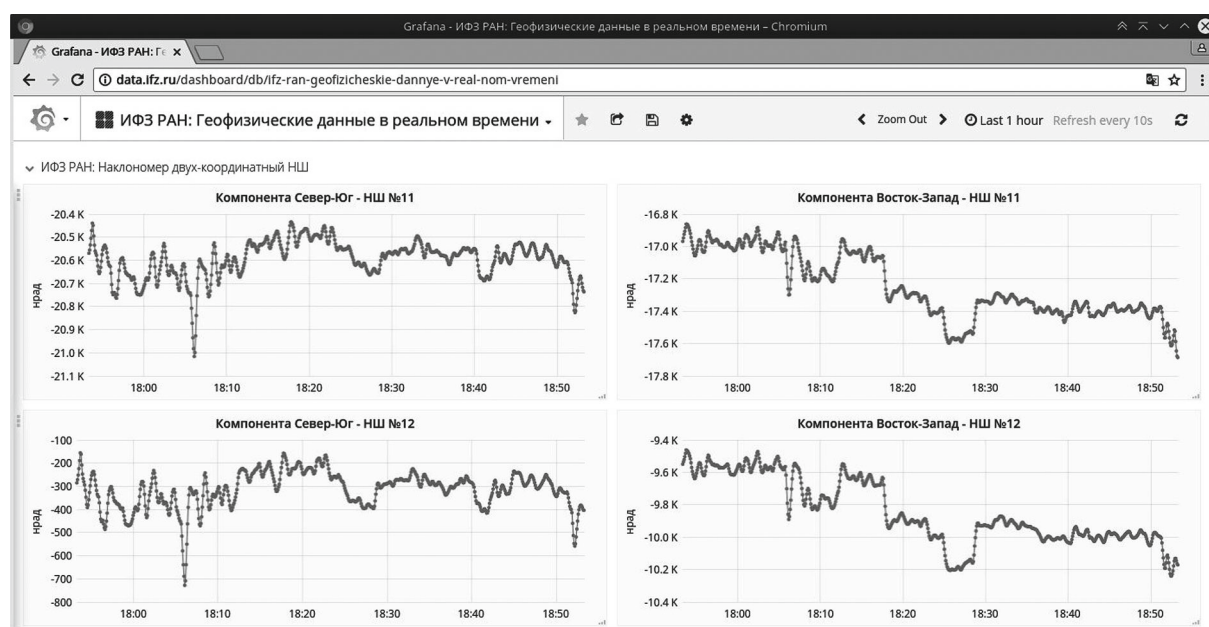 Grafana - ИФЗ РАН: Геофизические данные в реальном времени – Chromium
Grafana - ИФЗ РАН: Ге
data.ifz.ru/dashboard/db/ifz-ran-geofizicheskie-dannye-v-real-nom-vremeni
ИФЗ РАН: Геофизические данные в реальном времени
Zoom Out
Last 1 hour Refresh every 10s
ИФЗ РАН: Наклономер двух-координатный НШ
Компонента Север-Юг - НШ №11
нрад
-20.4 K
-20.5 K
-20.6 K
-20.7 K
-20.8 K
-20.9 K
-21.0 K
-21.1 K
18:00 18:10 18:20 18:30 18:40 18:50
Компонента Восток-Запад - НШ №11
нрад
-16.8 K
-17.0 K
-17.2 K
-17.4 K
-17.6 K
-17.8 K
18:00 18:10 18:20 18:30 18:40 18:50
Компонента Север-Юг - НШ №12
нрад
-100
-200
-300
-400
-500
-600
-700
-800
18:00 18:10 18:20 18:30 18:40 18:50
Компонента Восток-Запад - НШ №12
нрад
-9.4 K
-9.6 K
-9.8 K
-10.0 K
-10.2 K
-10.4 K
18:00 18:10 18:20 18:30 18:40 18:50